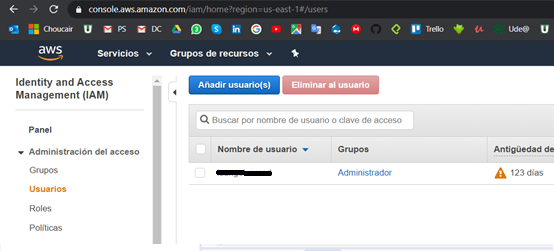 console.aws.amazon.com/iam/home?region=us-east-1#/users
Choucair
PS
PC
DC
Trello
Ude@
aws
Servicios
Grupos de recursos
Identity and Access
Management (IAM)
Panel
Administración del acceso
Grupos
Usuarios
Roles
Políticas
Añadir usuario(s)
Eliminar al usuario
Buscar por nombre de usuario o clave de acceso
Nombre de usuario
Grupos
Antigüedad de
Administrador
123 días